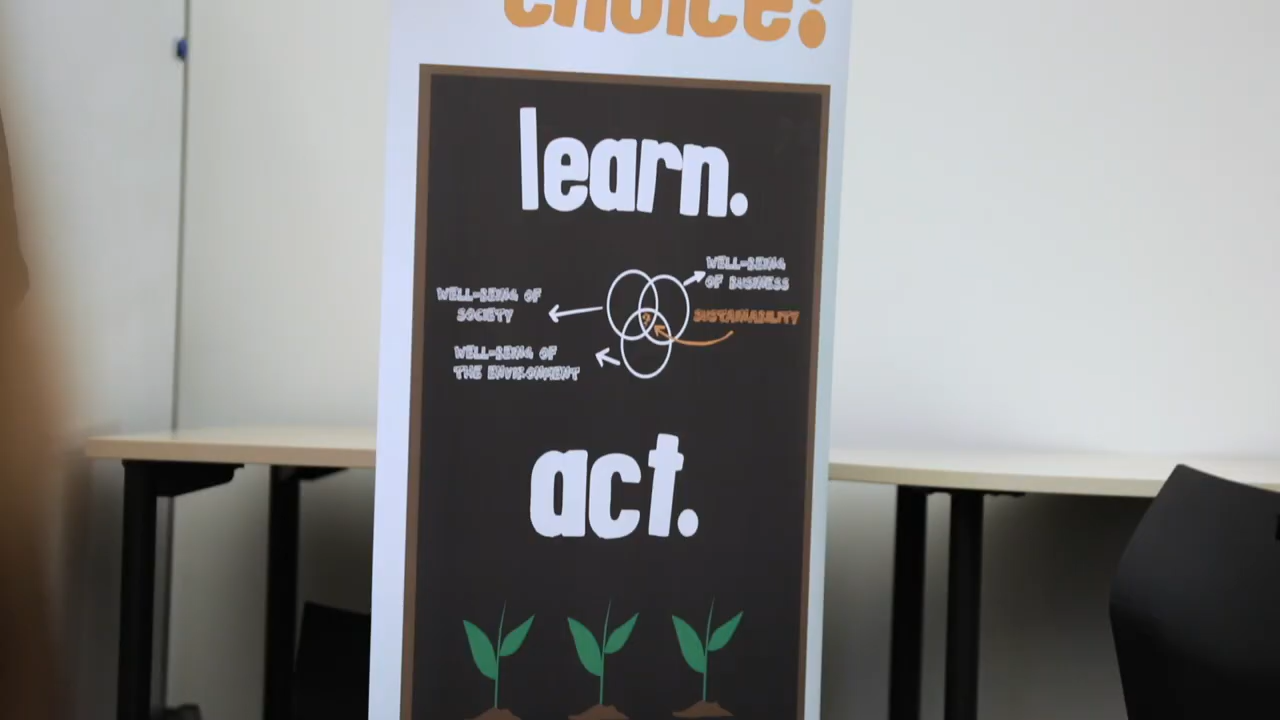 choice!
learn.
WELL-BEING
OF BUSINESS
WELL-BEING OF
SOCIETY
SUSTAINABILITY
WELL-BEING OF
THE ENVIRONMENT
act.